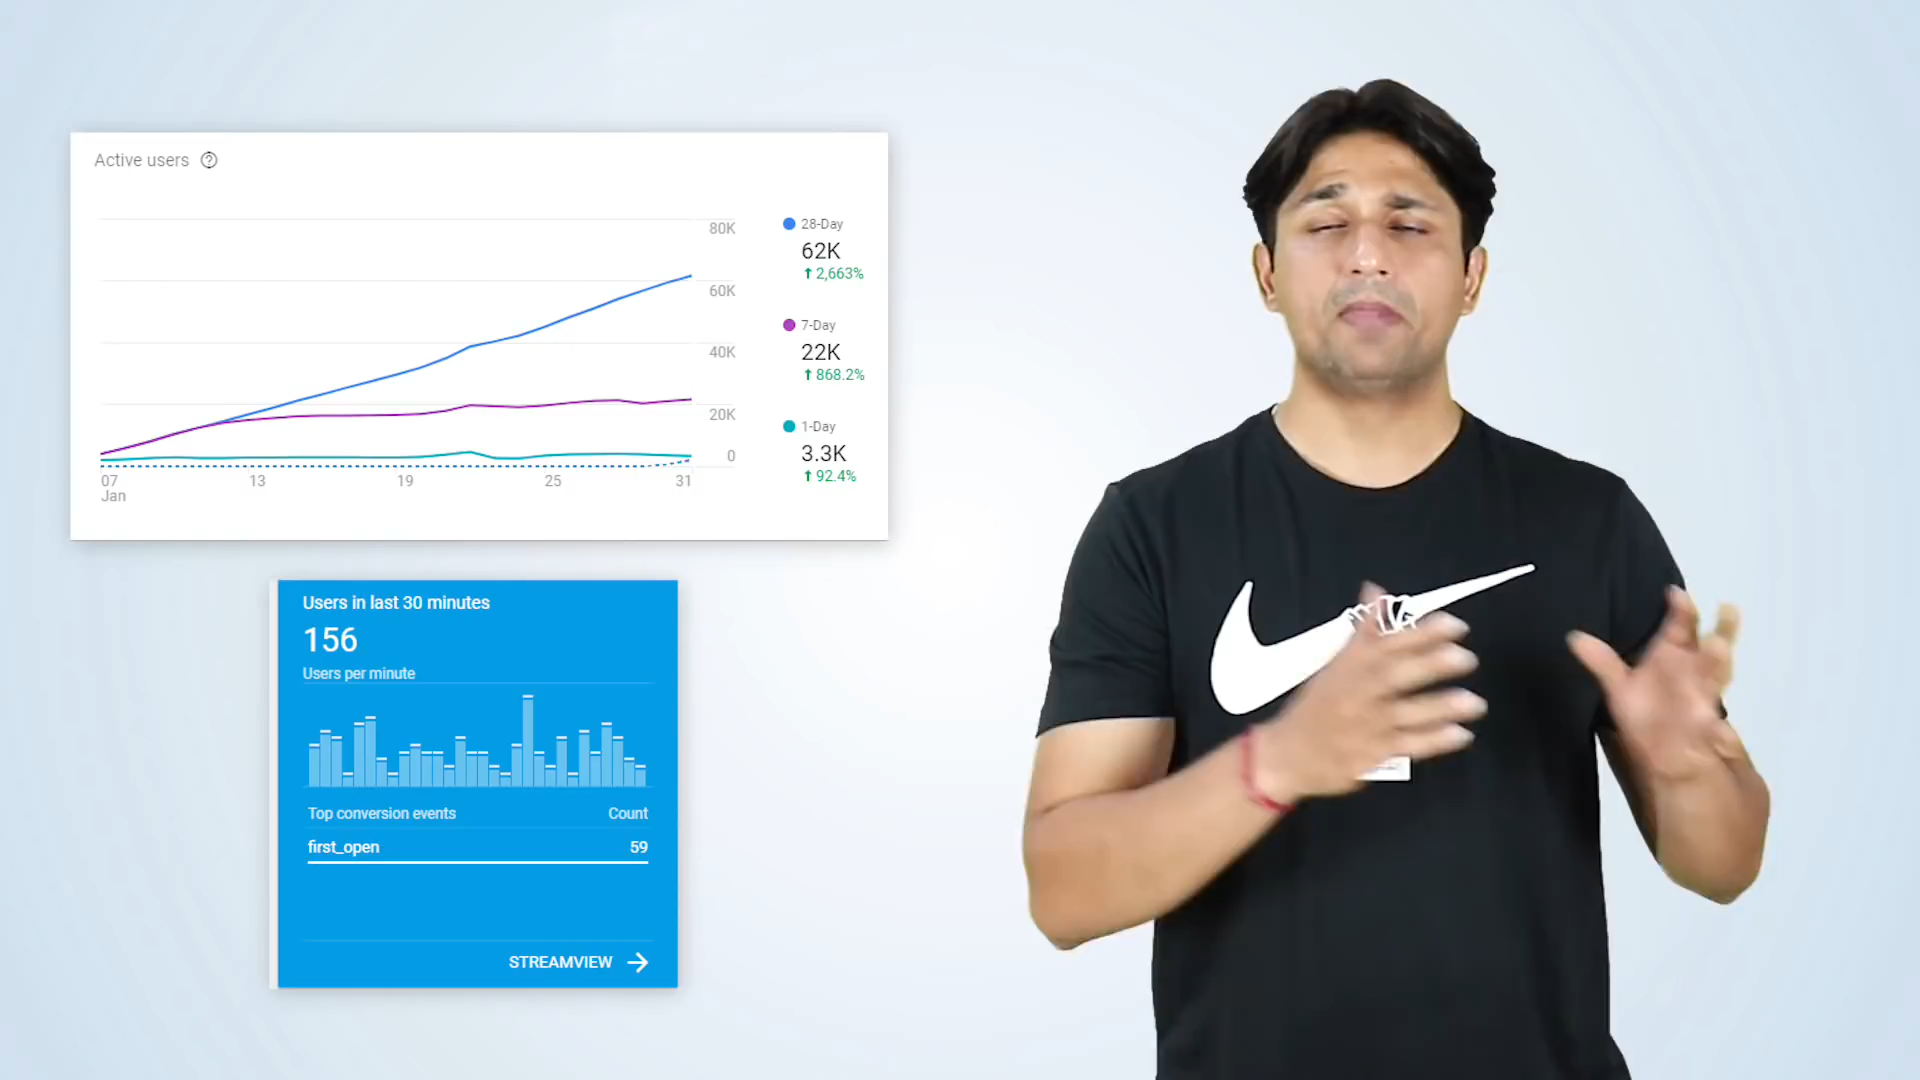 Active users
80K
60K
40K
20K
0
07
Jan
13
19
25
31
28-Day
62K
2,663%
7-Day
22K
868.2%
1-Day
3.3K
92.4%
Users in last 30 minutes
156
Users per minute
Top conversion events Count
first_open 59
STREAMVIEW